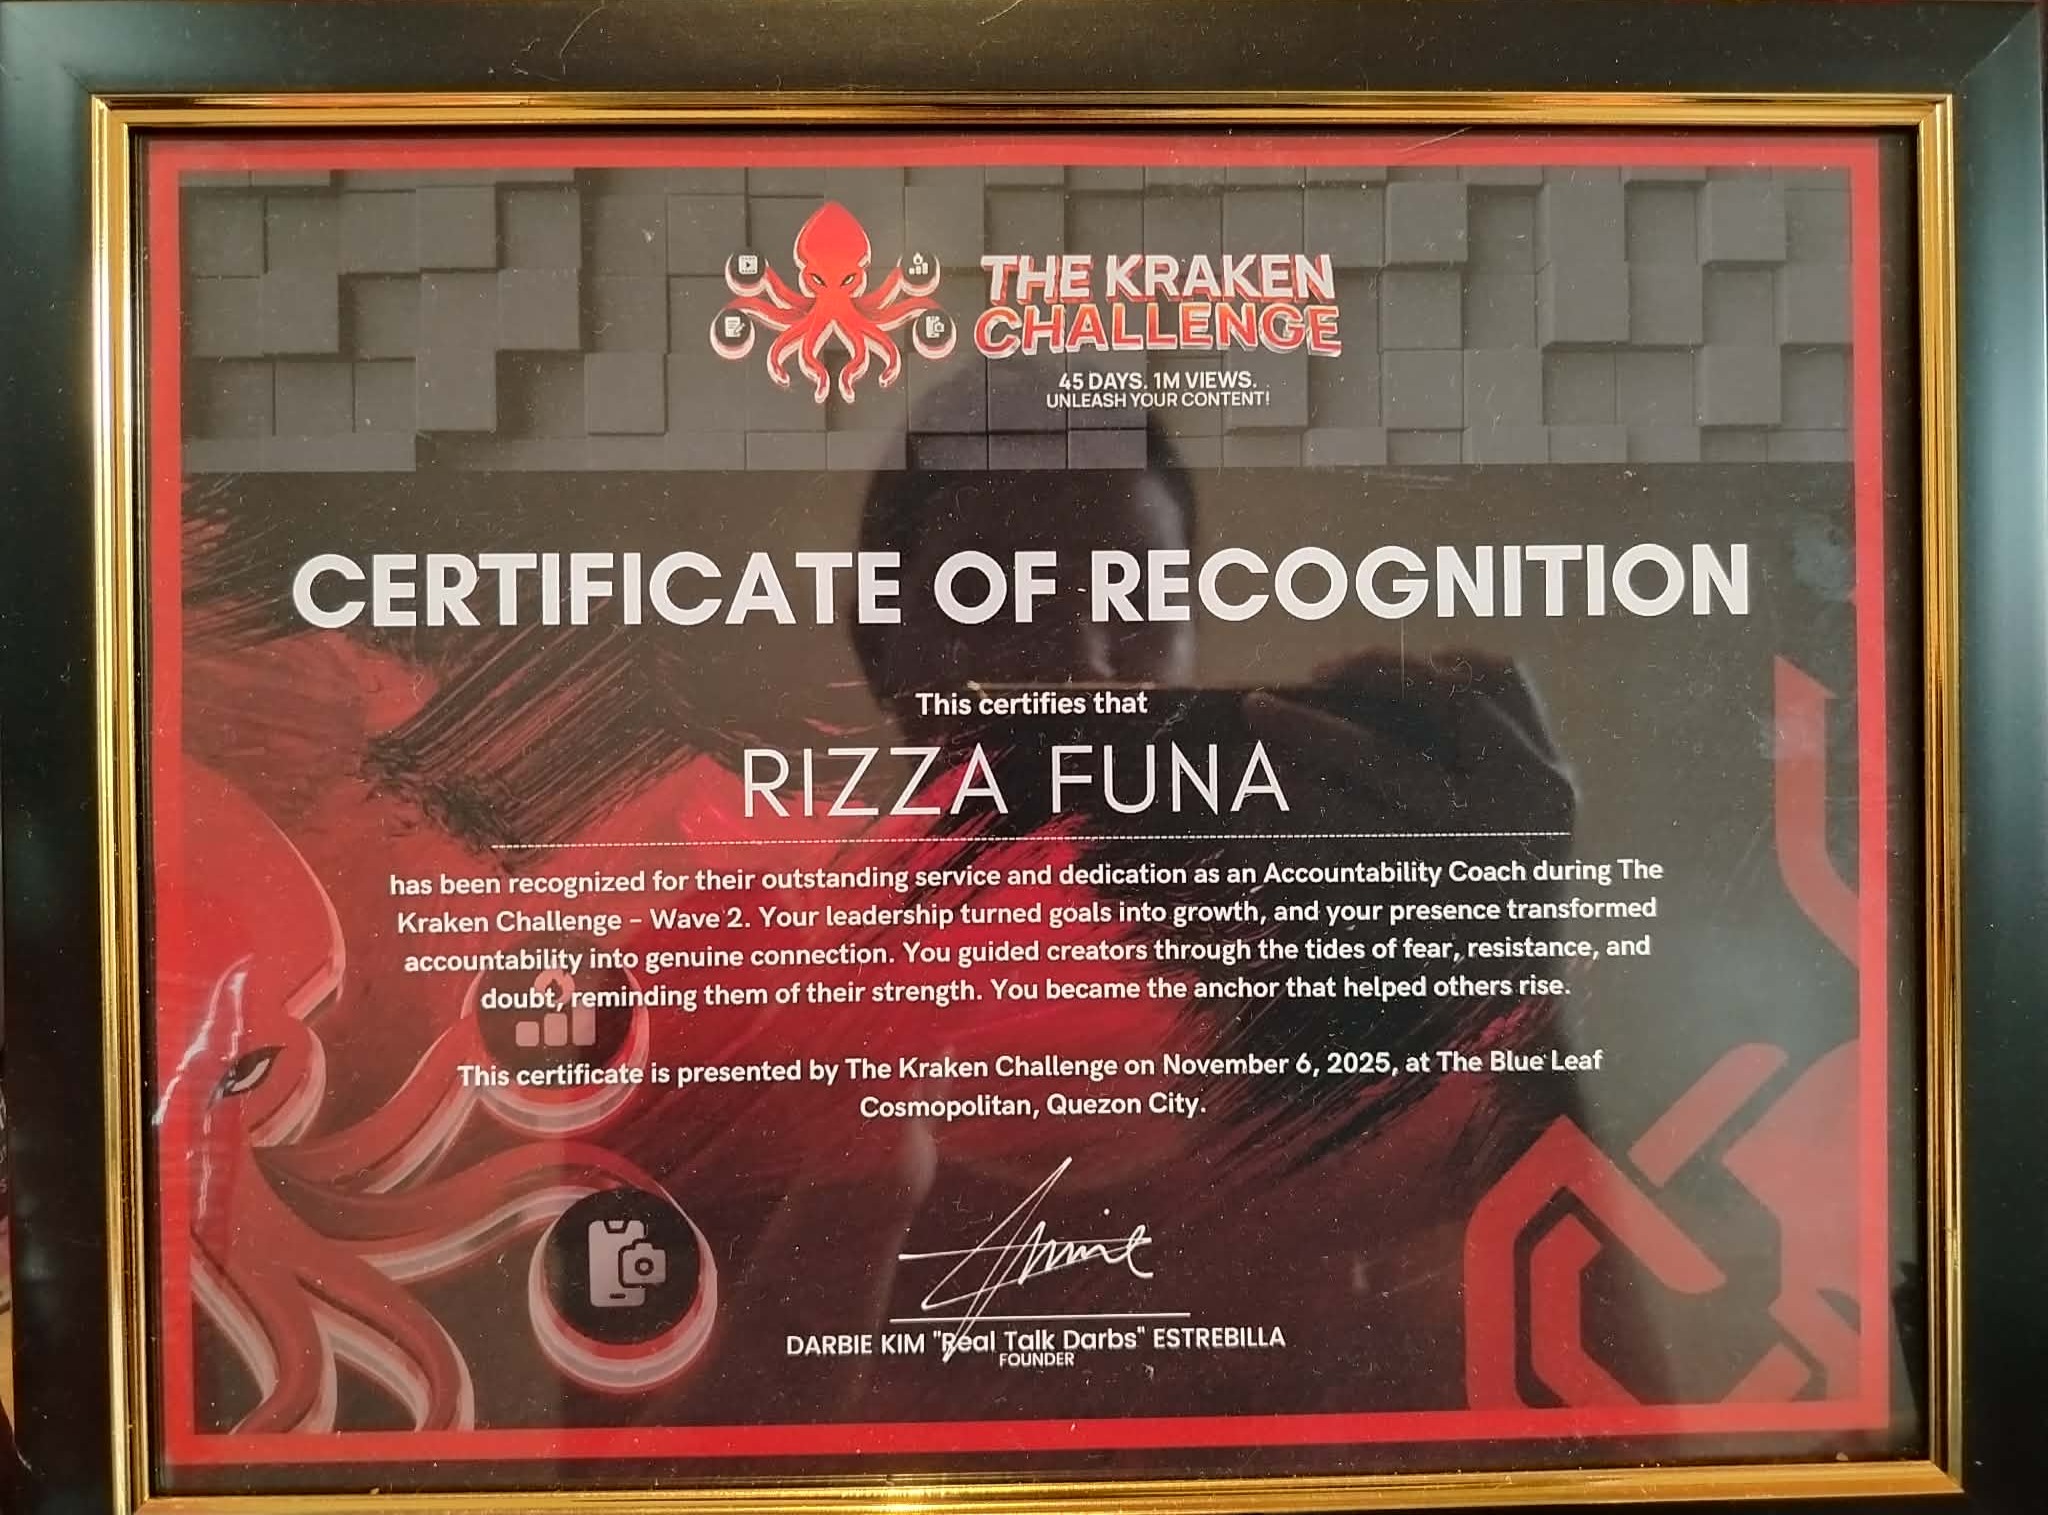 THE KRAKEN
CHALLENGE
45 DAYS. 1M VIEWS.
UNLEASH YOUR CONTENT!
CERTIFICATE OF RECOGNITION
This certifies that
RIZZA FUNA
has been recognized for their outstanding service and dedication as an Accountability Coach during The
Kraken Challenge – Wave 2. Your leadership turned goals into growth, and your presence transformed
accountability into genuine connection. You guided creators through the tides of fear, resistance, and
doubt, reminding them of their strength. You became the anchor that helped others rise.
This certificate is presented by The Kraken Challenge on November 6, 2025, at The Blue Leaf
Cosmopolitan, Quezon City.
DARBIE KIM "Real Talk Darbs" ESTREBILLA
FOUNDER